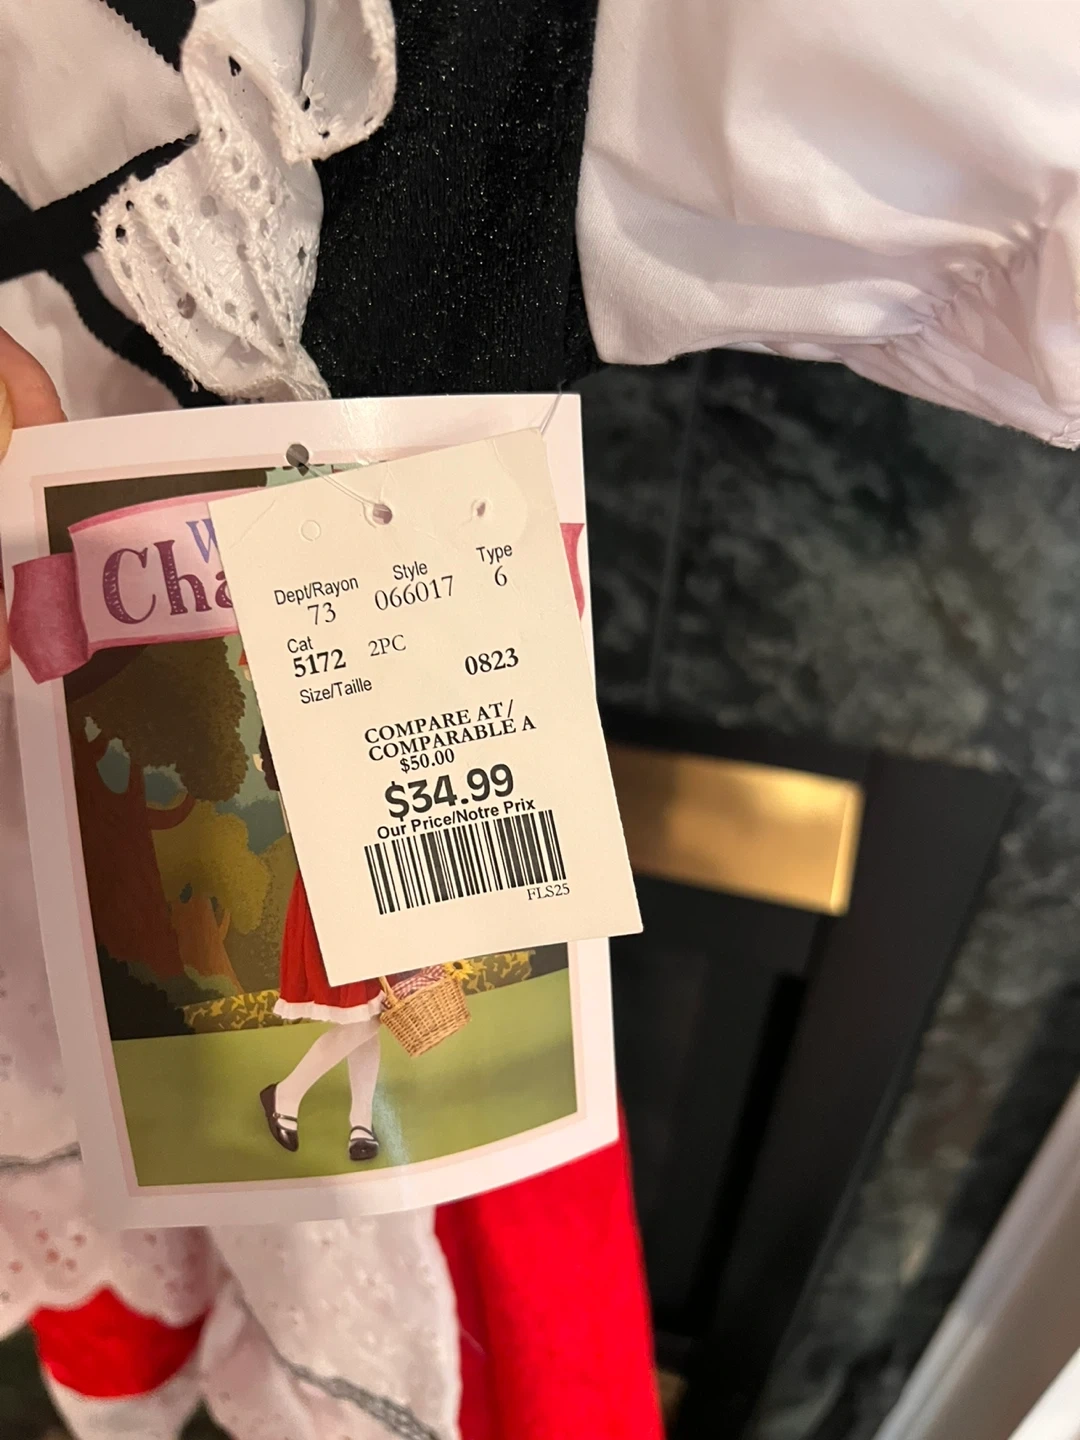 W
Cha
Dept/Rayon Style Type
73 066017 6
Cat
5172 2PC 0823
Size/Taille
COMPARE AT/
COMPARABLE A
$50.00
$34.99
Our Price/Notre Prix
FLS25